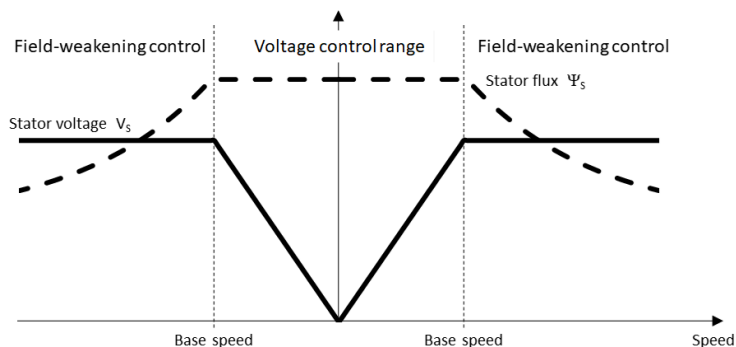 Field-weakening control
Voltage control range
Field-weakening control
Stator flux Ψs
Stator voltage Vs
Base speed
Base speed
Speed